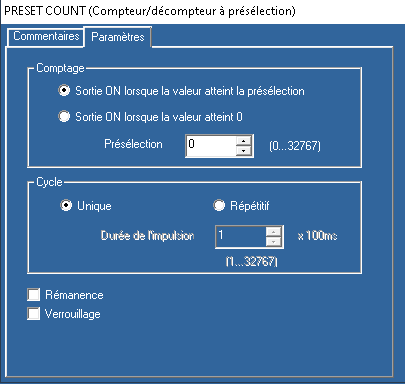 PRESET COUNT (Compteur/décompteur à présélection)
Commentaires Paramètres
Comptage
Sortie ON lorsque la valeur atteint la présélection
Sortie ON lorsque la valeur atteint 0
Présélection 0 (0...32767)
Cycle
Unique Répétitif
Durée de l'impulsion 1 x 100ms
(1...32767)
Rémanence
Verrouillage